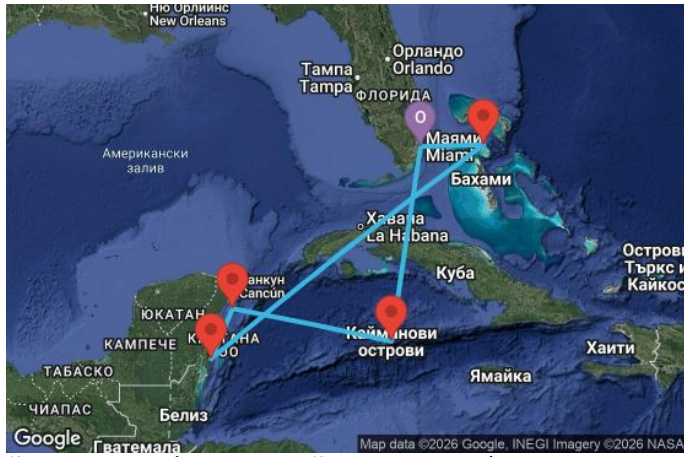 Ню Орлийнс
New Orleans
Орландо
Orlando
Тампа
Tampa
ФЛОРИДА
O
Маями
Miami
Американски
залив
Бахами
Хавана
La Habana
Острови
Търкс и
Кайкос
Куба
анкун
Cancún
ЮКАТАН
КАМПЕЧЕ
Кайманови
острови
Хаити
ТАБАСКО
Ямайка
ЧИАПАС
Белиз
Google
Гватемала
Map data ©2026 Google, INEGI Imagery ©2026 NASA